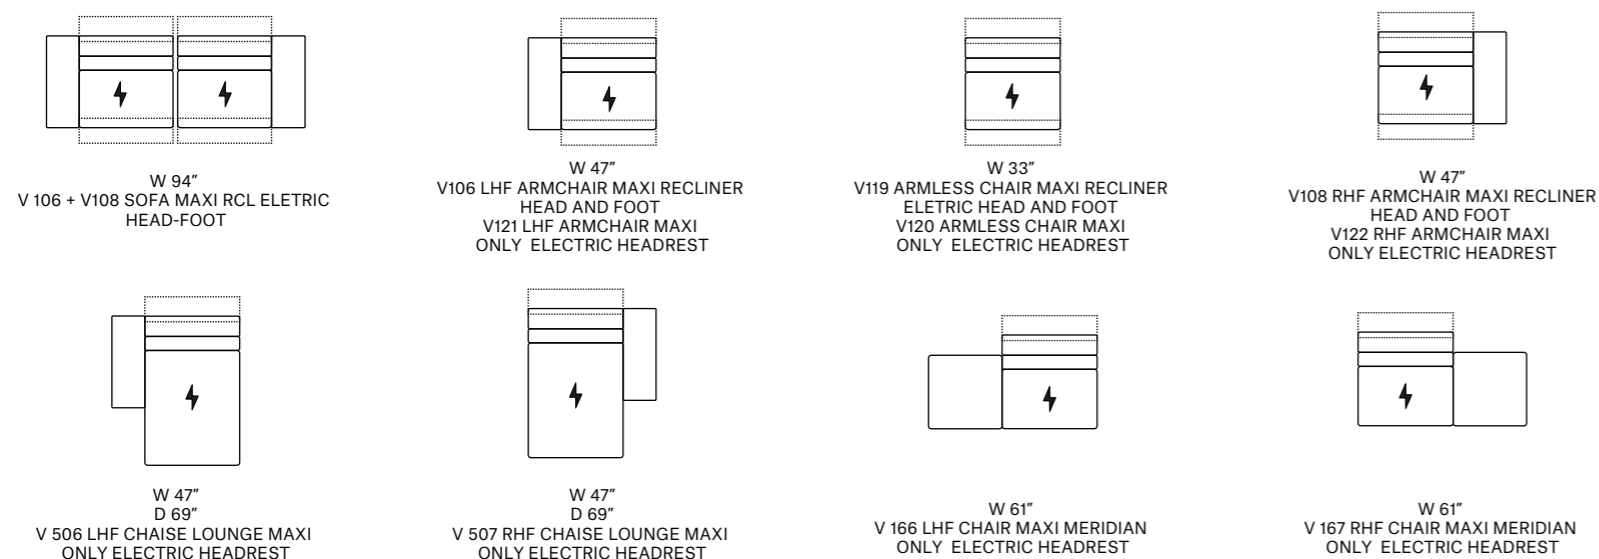 W 94″
V 106 + V108 SOFA MAXI RCL ELETRIC
HEAD-FOOT
W 47″
V106 LHF ARMCHAIR MAXI RECLINER
HEAD AND FOOT
V121 LHF ARMCHAIR MAXI
ONLY ELECTRIC HEADREST
W 33″
V119 ARMLESS CHAIR MAXI RECLINER
ELETRIC HEAD AND FOOT
V120 ARMLESS CHAIR MAXI
ONLY ELECTRIC HEADREST
W 47″
V108 RHF ARMCHAIR MAXI RECLINER
HEAD AND FOOT
V122 RHF ARMCHAIR MAXI
ONLY ELECTRIC HEADREST
W 47″
D 69″
V 506 LHF CHAISE LOUNGE MAXI
ONLY ELECTRIC HEADREST
W 47″
D 69″
V 507 RHF CHAISE LOUNGE MAXI
ONLY ELECTRIC HEADREST
W 61″
V 166 LHF CHAIR MAXI MERIDIAN
ONLY ELECTRIC HEADREST
W 61″
V 167 RHF CHAIR MAXI MERIDIAN
ONLY ELECTRIC HEADREST